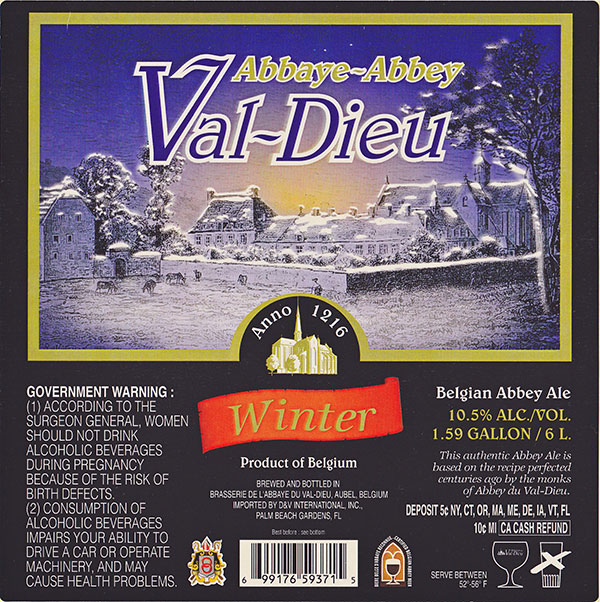 Abbaye~Abbey
Val~Dieu
Anno 1216
Winter
Product of Belgium
BREWED AND BOTTLED IN
BRASSERIE DE L'ABBAYE DU VAL-DIEU, AUBEL, BELGIUM
IMPORTED BY D&V INTERNATIONAL, INC.,
PALM BEACH GARDENS, FL
Best before : see bottom
GOVERNMENT WARNING :
(1) ACCORDING TO THE
SURGEON GENERAL, WOMEN
SHOULD NOT DRINK
ALCOHOLIC BEVERAGES
DURING PREGNANCY
BECAUSE OF THE RISK OF
BIRTH DEFECTS.
(2) CONSUMPTION OF
ALCOHOLIC BEVERAGES
IMPAIRS YOUR ABILITY TO
DRIVE A CAR OR OPERATE
MACHINERY, AND MAY
CAUSE HEALTH PROBLEMS.
Belgian Abbey Ale
10.5% ALC./VOL.
1.59 GALLON / 6 L.
This authentic Abbey Ale is
based on the recipe perfected
centuries ago by the monks
of Abbey du Val-Dieu.
DEPOSIT 5c NY, CT, OR, MA, ME, DE, IA, VT, FL
10c MI CA CASH REFUND
6 99176 59371 5
SERVE BETWEEN
52°-56° F